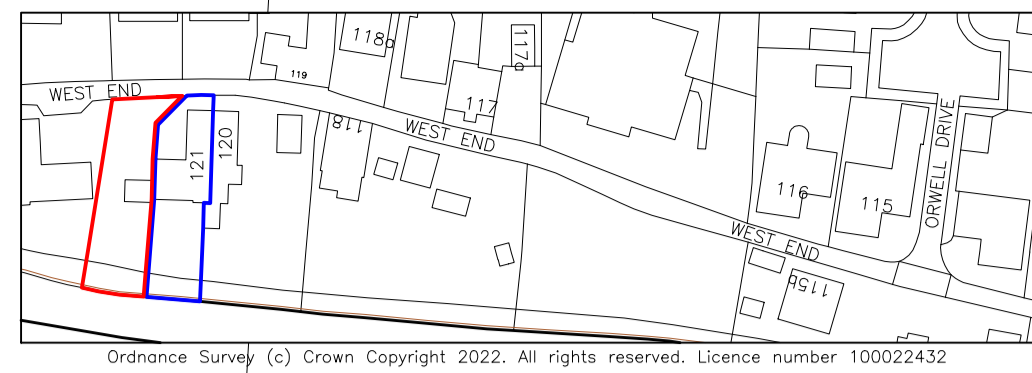 118a
117a
119
WEST END
117
118
WEST END
120
121
116
115
ORWELL DRIVE
WEST END
115b
Ordnance Survey (c) Crown Copyright 2022. All rights reserved. Licence number 100022432